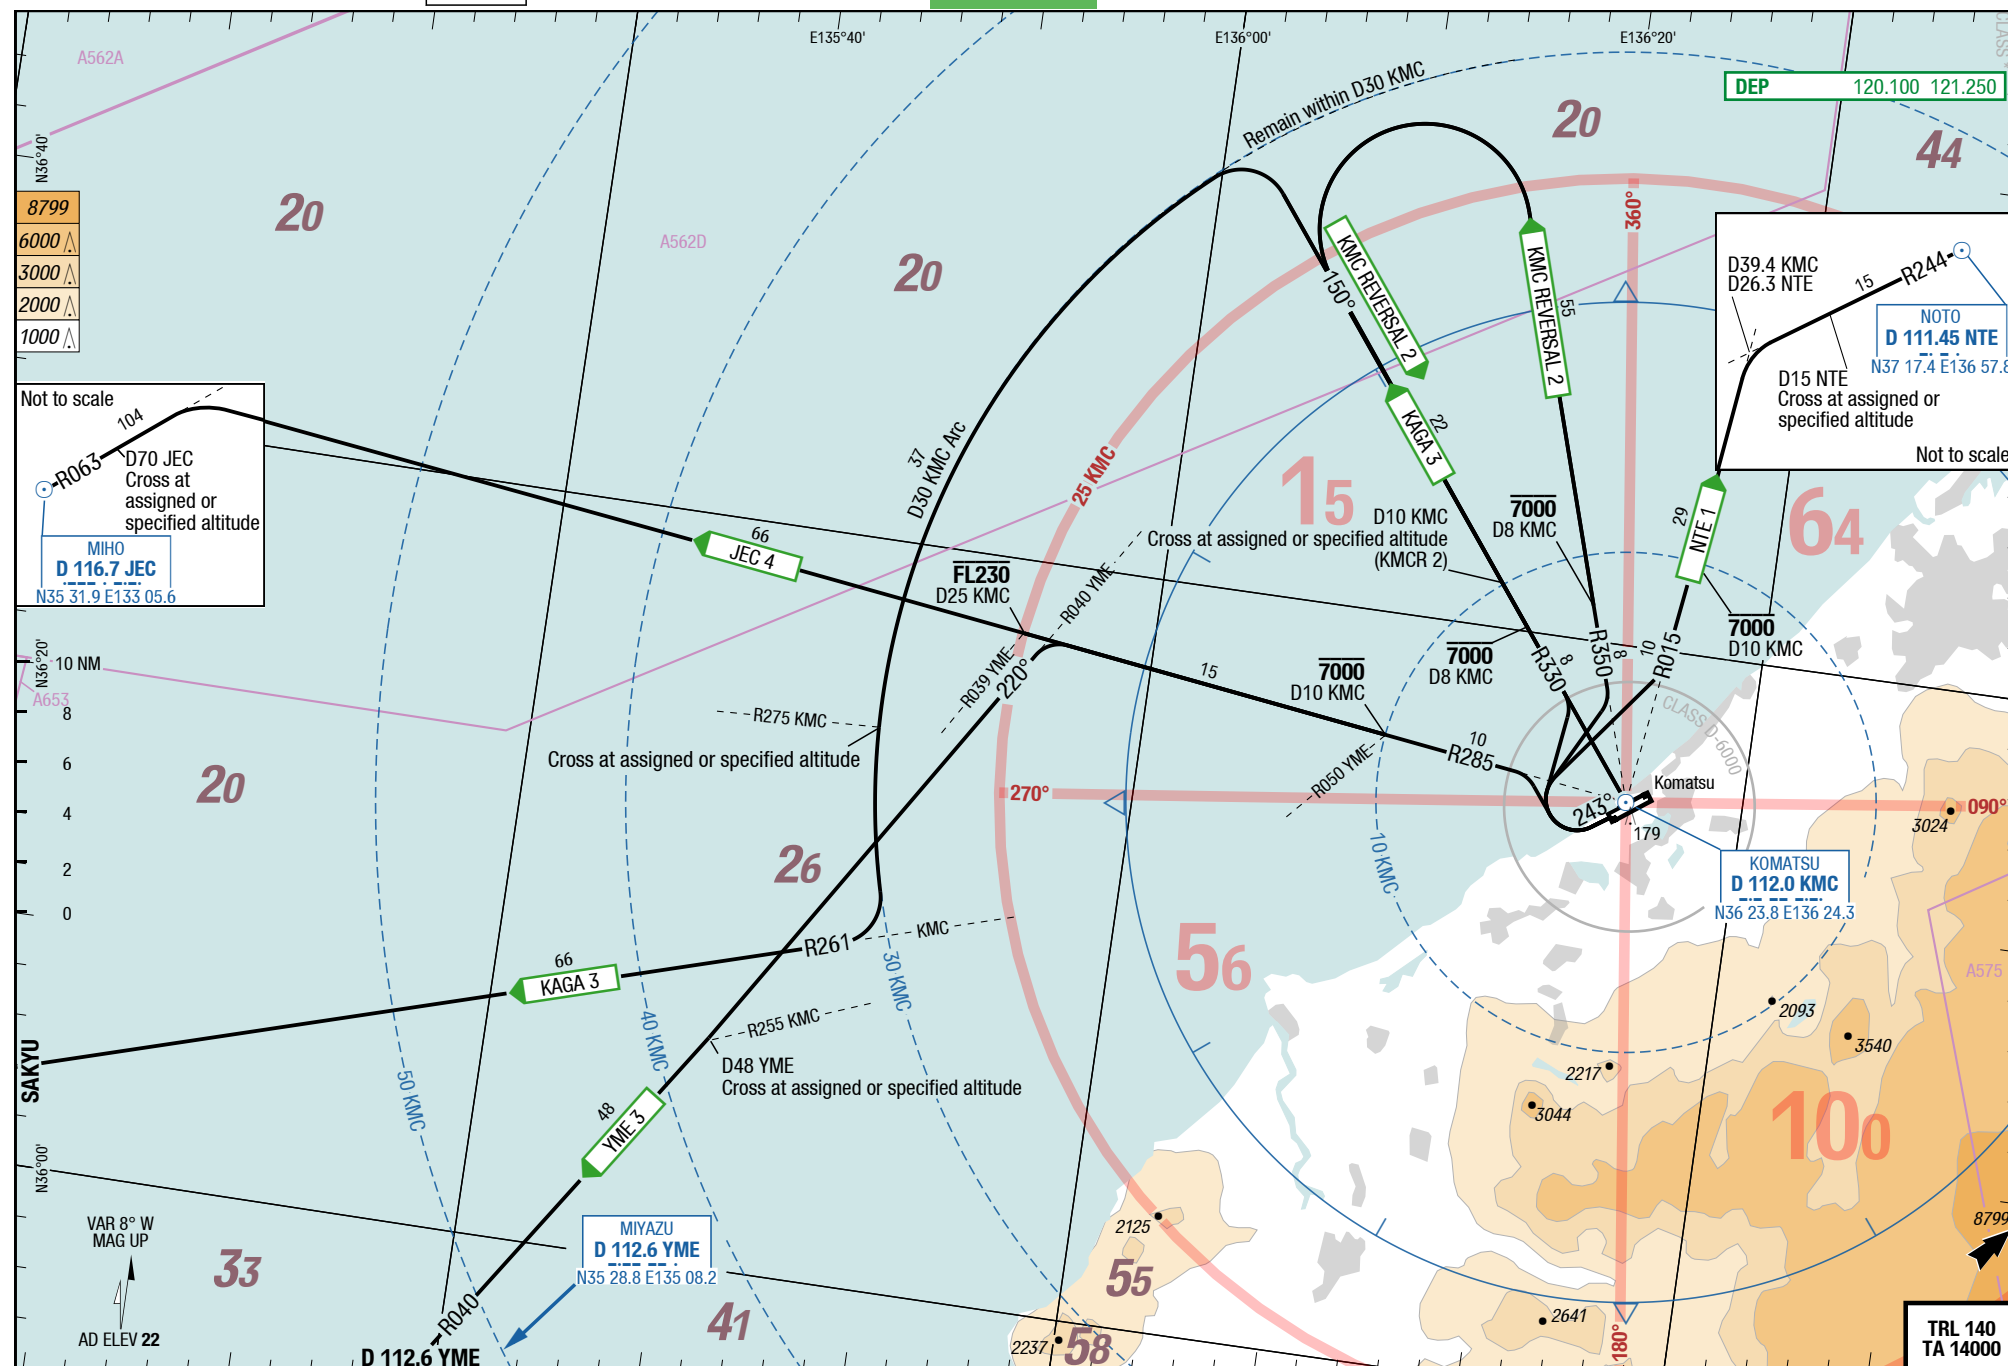 E135°40'
E136°00'
E136°20'
A562A
Remain within D30 KMC
DEP 120.100 121.250
20
44
N36°40'
8799
6000
3000
2000
1000
20
A562D
20
360°
KMC REVERSAL 2
KMC REVERSAL 2
55
150°
D39.4 KMC
D26.3 NTE
15
R244
NOTO
D 111.45 NTE
N37 17.4 E136 57.8
D15 NTE
Cross at assigned or
specified altitude
Not to scale
Not to scale
104
R063
D70 JEC
Cross at
assigned or
specified altitude
MIHO
D 116.7 JEC
N35 31.9 E133 05.6
37
D30 KMC Arc
25 KMC
22
KAGA 3
15
D10 KMC
Cross at assigned or specified altitude
(KMCR 2)
7000
D8 KMC
29
NTE 1
64
66
JEC 4
FL230
D25 KMC
R040 YME
R039 YME
220°
15
7000
D10 KMC
7000
D8 KMC
R330
8
R350
8
10
R015
7000
D10 KMC
N36°20'
10 NM
8
6
4
2
0
A653
R275 KMC
Cross at assigned or specified altitude
R050 YME
10
R285
CLASS D 6000
270°
243°
Komatsu
179
090°
3024
20
26
10 KMC
KOMATSU
D 112.0 KMC
N36 23.8 E136 24.3
R261
KMC
66
KAGA 3
30 KMC
56
A575
SAKYU
R255 KMC
D48 YME
Cross at assigned or specified altitude
40 KMC
50 KMC
48
YME 3
2093
3540
2217
3044
100
N36°00'
VAR 8° W
MAG UP
AD ELEV 22
33
MIYAZU
D 112.6 YME
N35 28.8 E135 08.2
R040
D 112.6 YME
41
2125
55
2237
58
2641
180°
8799
TRL 140
TA 14000